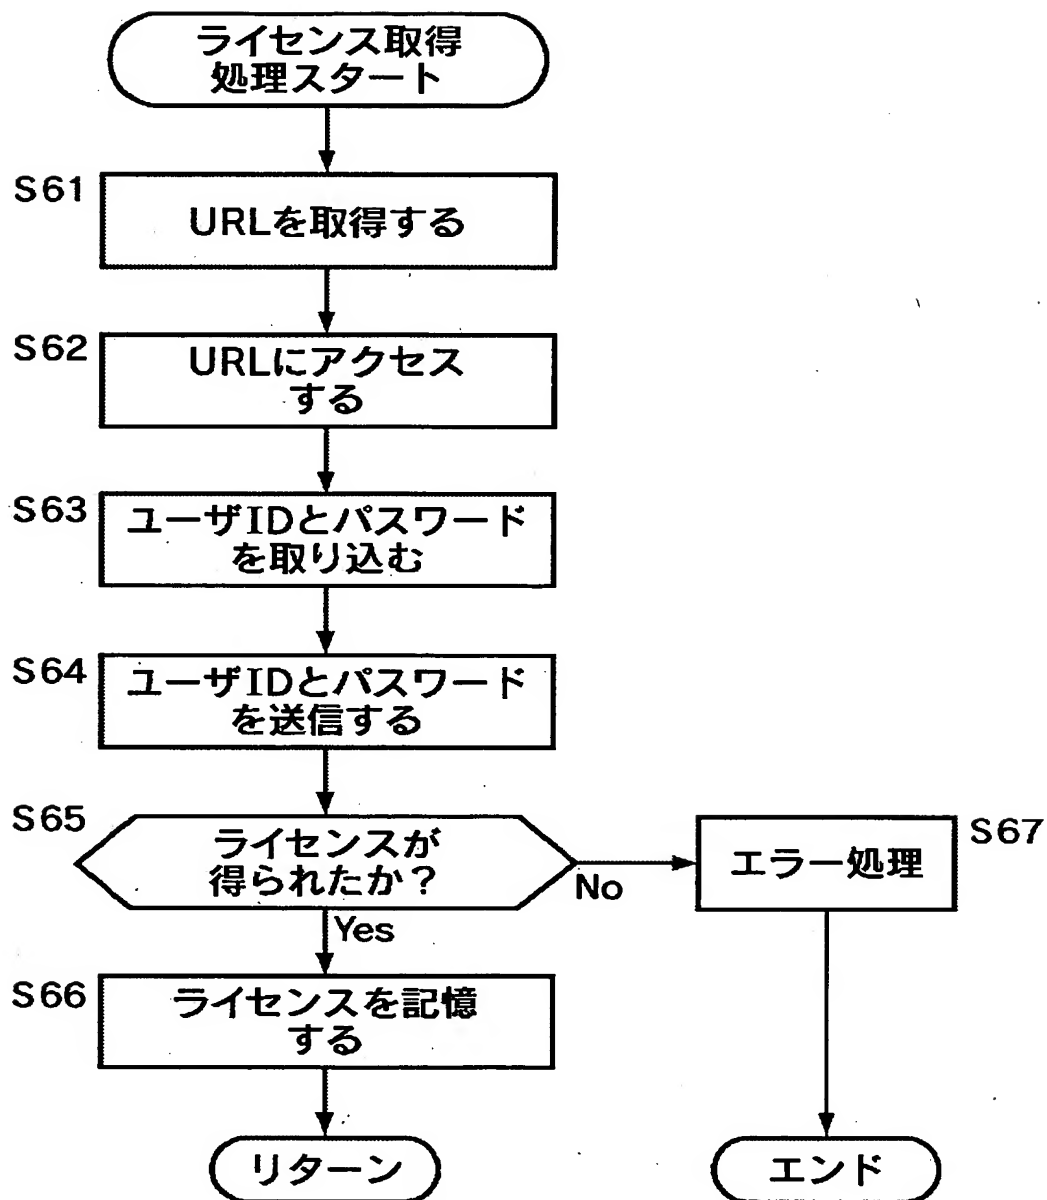 ライセンス取得
処理スタート
S61
URLを取得する
S62
URLにアクセス
する
S63
ユーザIDとパスワード
を取り込む
S64
ユーザIDとパスワード
を送信する
S65
ライセンスが
得られたか？
No
S67
エラー処理
Yes
S66
ライセンスを記憶
する
リターン
エンド